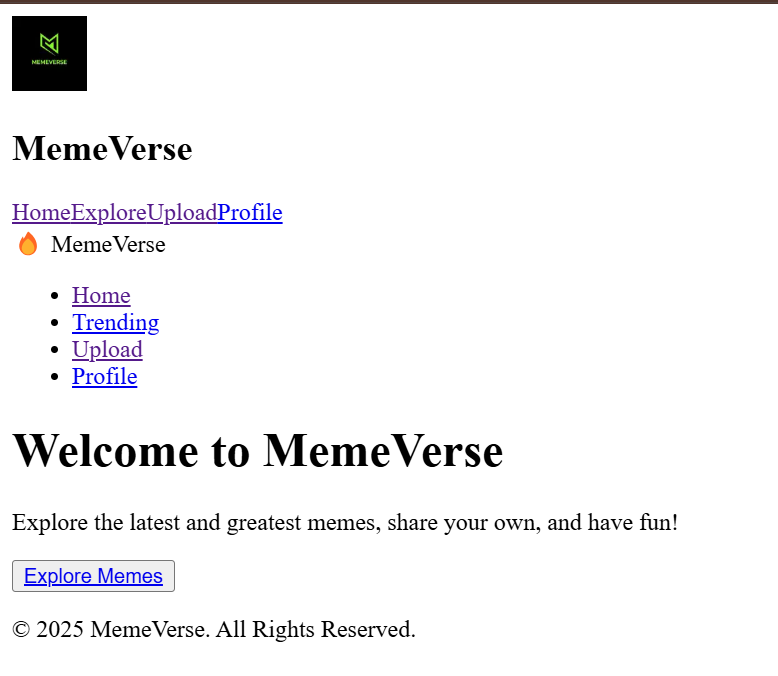 MEMEVERSE
MemeVerse
HomeExploreUploadProfile
🔥 MemeVerse
• Home
• Trending
• Upload
• Profile
Welcome to MemeVerse
Explore the latest and greatest memes, share your own, and have fun!
Explore Memes
© 2025 MemeVerse. All Rights Reserved.